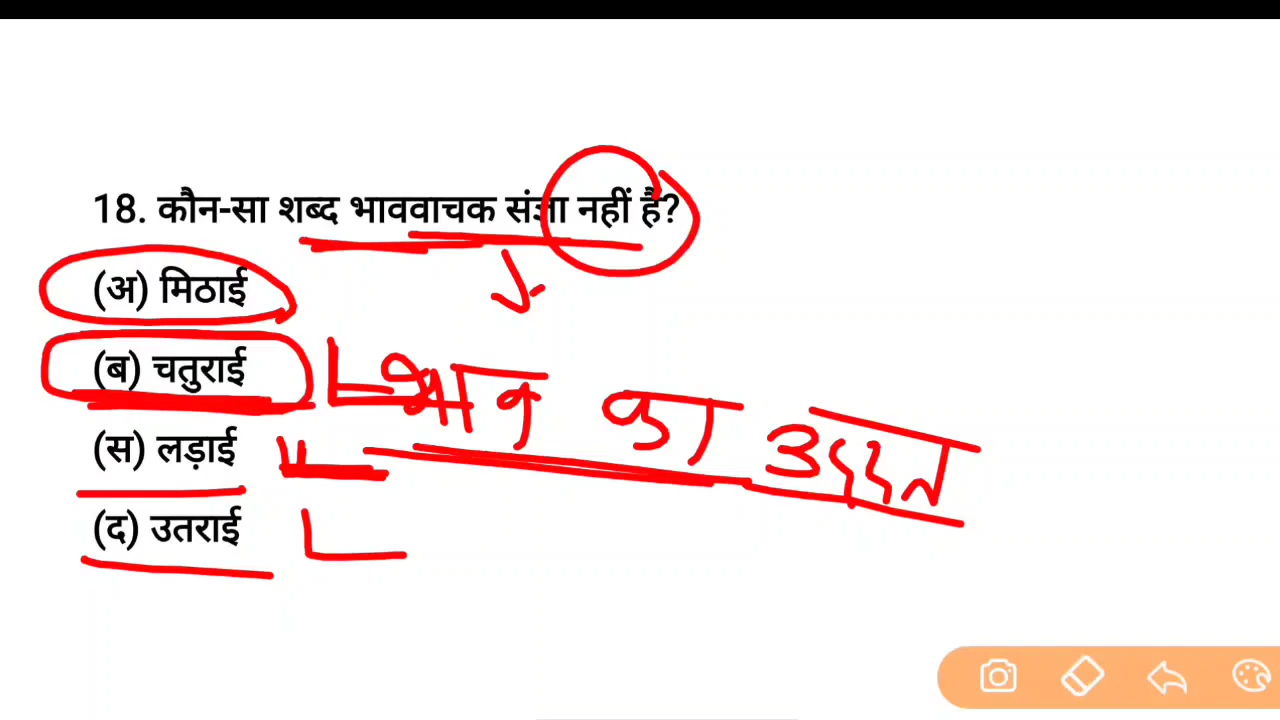 18. कौन-सा शब्द भाववाचक संज्ञा नहीं है?
(अ) मिठाई
(ब) चतुराई
भाव का
(स) लड़ाई
(द) उतराई